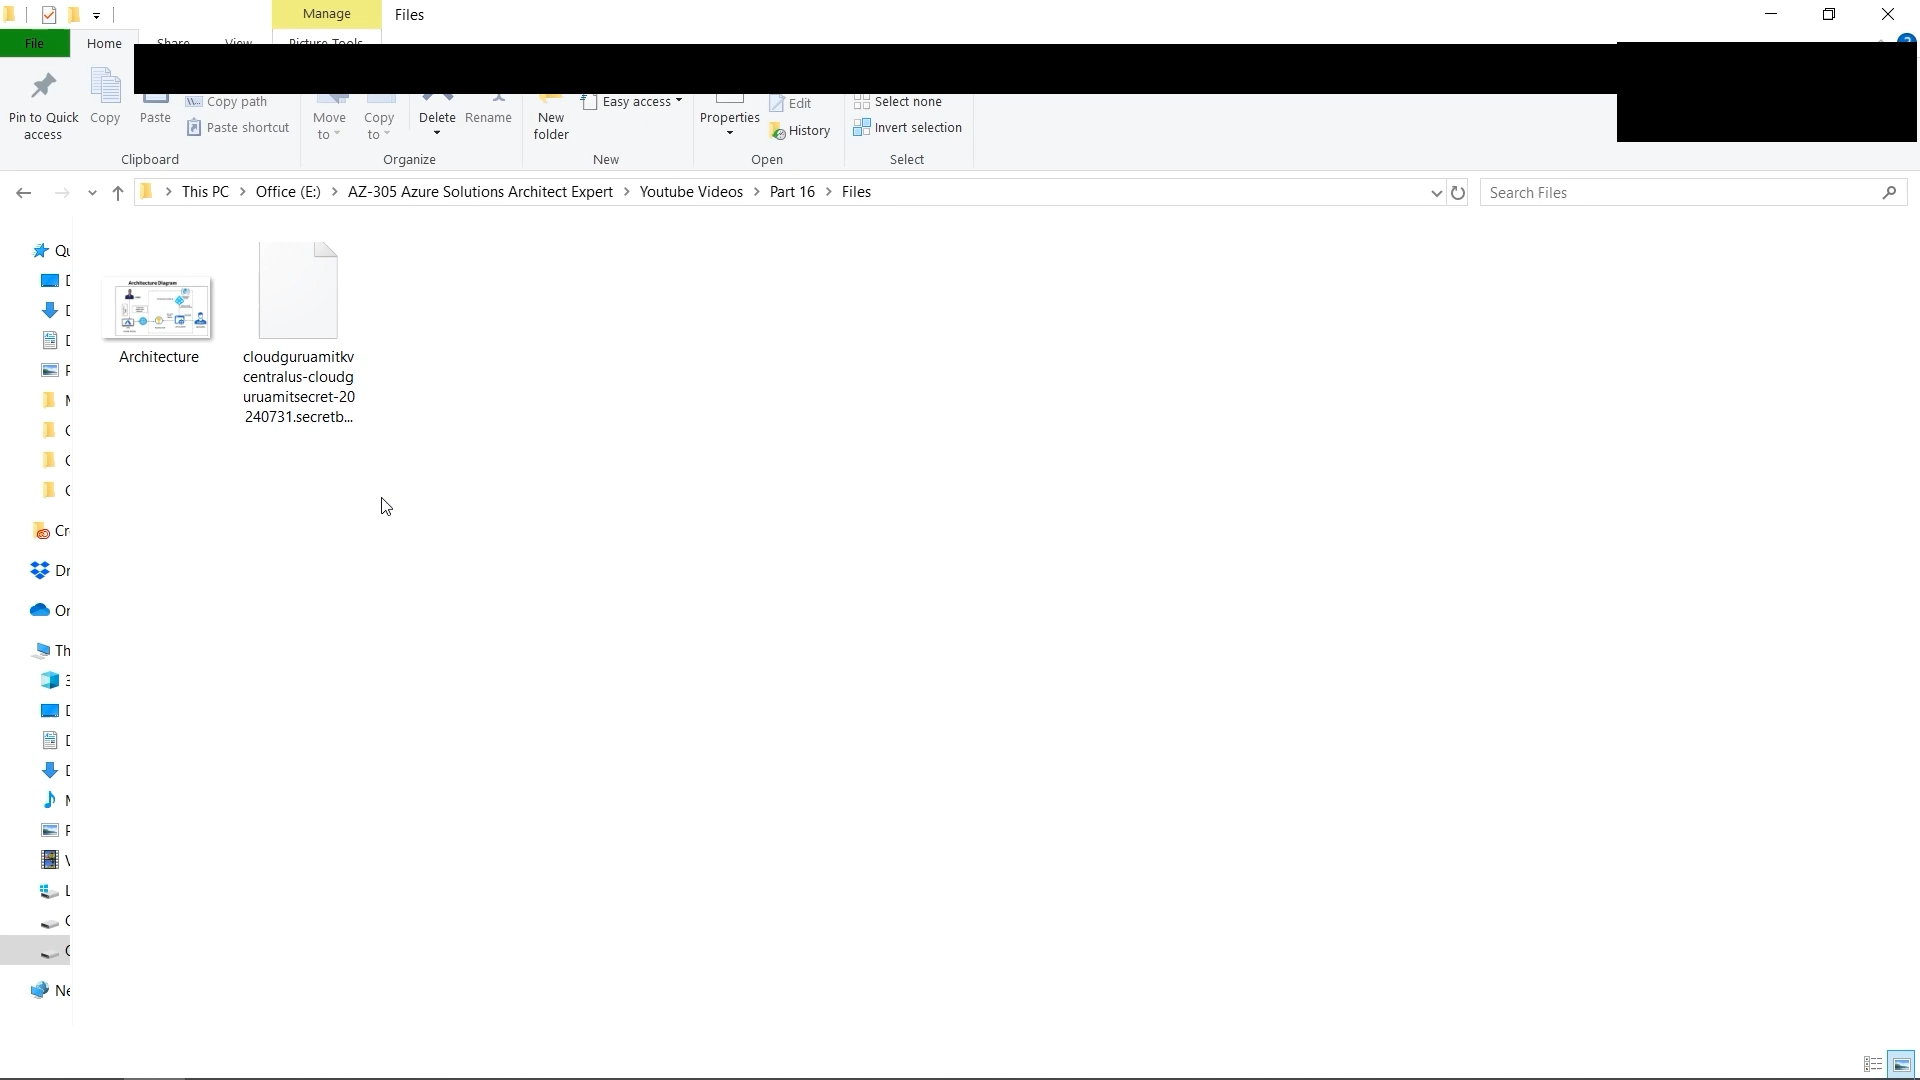 Manage
Files
File
Home
Share
View
Picture Tools
Pin to Quick access
Copy
Paste
Copy path
Paste shortcut
Move to
Copy to
Delete
Rename
New folder
Easy access
Properties
Edit
History
Select none
Invert selection
Clipboard
Organize
New
Open
Select
This PC
Office (E:)
AZ-305 Azure Solutions Architect Expert
Youtube Videos
Part 16
Files
Search Files
Architecture Diagram
Architecture
cloudguruamitkv
centralus-cloudg
uruamitsecret-20
240731.secretb...